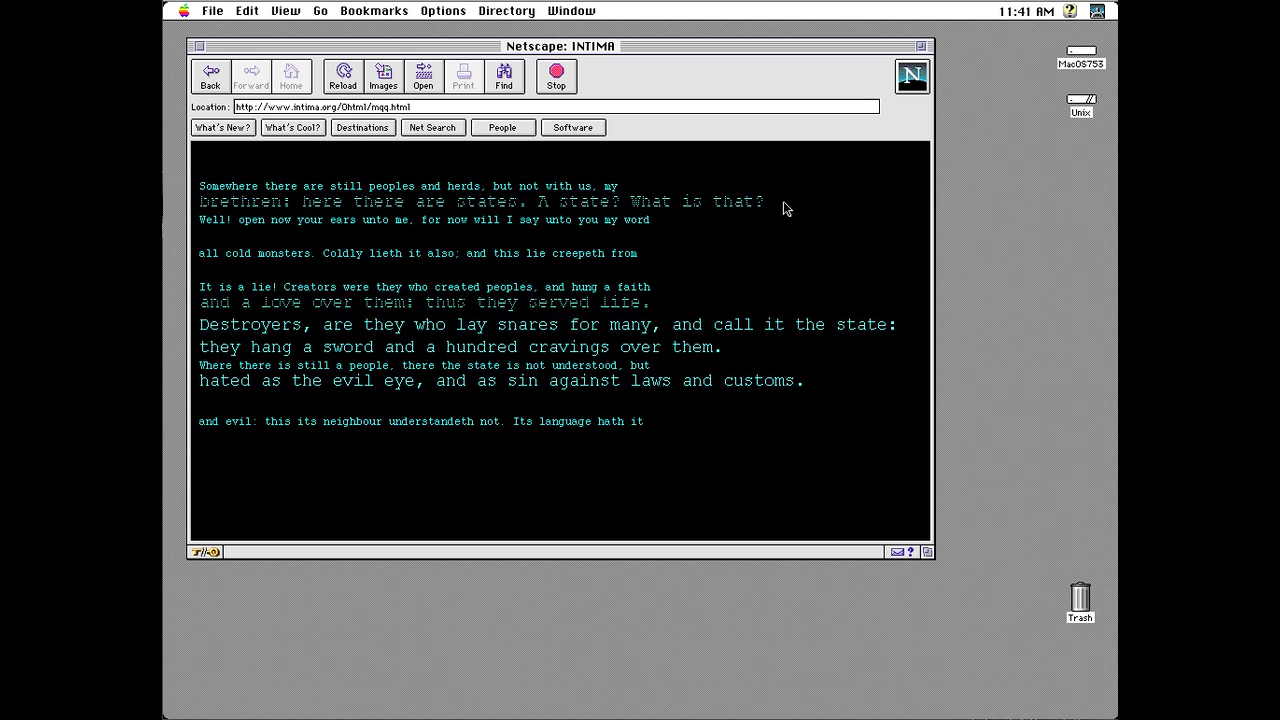 File Edit View Go Bookmarks Options Directory Window 11:41 AM
Netscape: INTIMA
MacOS753
Back Forward Home Reload Images Open Print Find Stop
N
Location: http://www.intima.org/0html/mqq.html
Unix
What's New? What's Cool? Destinations Net Search People Software
Somewhere there are still peoples and herds, but not with us, my
brethren: here there are states. A state? What is that?
Well! open now your ears unto me, for now will I say unto you my word
all cold monsters. Coldly lieth it also; and this lie creepeth from
It is a lie! Creators were they who created peoples, and hung a faith
and a love over them: thus they served life.
Destroyers, are they who lay snares for many, and call it the state:
they hang a sword and a hundred cravings over them.
Where there is still a people, there the state is not understood, but
hated as the evil eye, and as sin against laws and customs.
and evil: this its neighbour understandeth not. Its language hath it
?
Trash